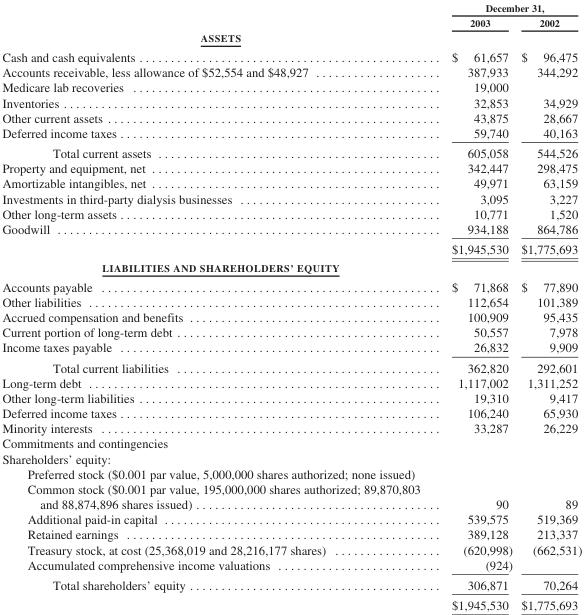 December 31,
2003 2002
ASSETS
Cash and cash equivalents $ 61,657 $ 96,475
Accounts receivable, less allowance of $52,554 and $48,927 387,933 344,292
Medicare lab recoveries 19,000
Inventories 32,853 34,929
Other current assets 43,875 28,667
Deferred income taxes 59,740 40,163
Total current assets 605,058 544,526
Property and equipment, net 342,447 298,475
Amortizable intangibles, net 49,971 63,159
Investments in third-party dialysis businesses 3,095 3,227
Other long-term assets 10,771 1,520
Goodwill 934,188 864,786
$1,945,530 $1,775,693
LIABILITIES AND SHAREHOLDERS' EQUITY
Accounts payable $ 71,868 $ 77,890
Other liabilities 112,654 101,389
Accrued compensation and benefits 100,909 95,435
Current portion of long-term debt 50,557 7,978
Income taxes payable 26,832 9,909
Total current liabilities 362,820 292,601
Long-term debt 1,117,002 1,311,252
Other long-term liabilities 19,310 9,417
Deferred income taxes 106,240 65,930
Minority interests 33,287 26,229
Commitments and contingencies
Shareholders' equity:
Preferred stock ($0.001 par value, 5,000,000 shares authorized; none issued)
Common stock ($0.001 par value, 195,000,000 shares authorized; 89,870,803
and 88,874,896 shares issued) 90 89
Additional paid-in capital 539,575 519,369
Retained earnings 389,128 213,337
Treasury stock, at cost (25,368,019 and 28,216,177 shares) (620,998) (662,531)
Accumulated comprehensive income valuations (924)
Total shareholders' equity 306,871 70,264
$1,945,530 $1,775,693